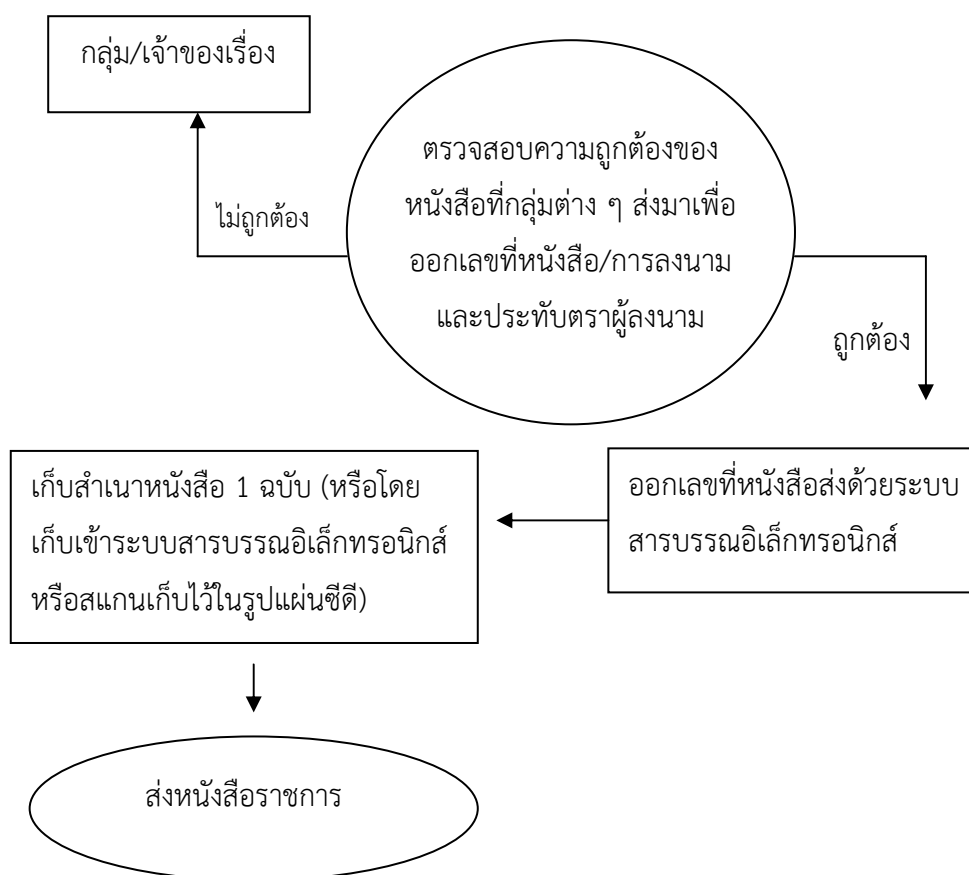 กลุ่ม/เจ้าของเรื่อง
ตรวจสอบความถูกต้องของ
หนังสือที่กลุ่มต่าง ๆ ส่งมาเพื่อ
ออกเลขที่หนังสือ/การลงนาม
และประทับตราผู้ลงนาม
ไม่ถูกต้อง
ถูกต้อง
ออกเลขที่หนังสือส่งด้วยระบบ
สารบรรณอิเล็กทรอนิกส์
เก็บสำเนาหนังสือ 1 ฉบับ (หรือโดย
เก็บเข้าระบบสารบรรณอิเล็กทรอนิกส์
หรือสแกนเก็บไว้ในรูปแผ่นซีดี)
ส่งหนังสือราชการ